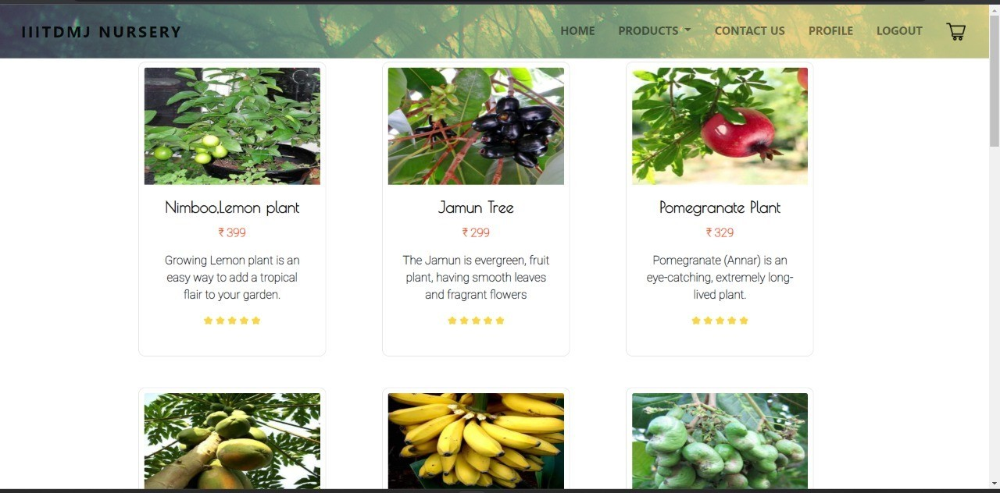 IIITDMJ NURSERY
HOME PRODUCTS CONTACT US PROFILE LOGOUT
Nimboo,Lemon plant
₹ 399
Growing Lemon plant is an
easy way to add a tropical
flair to your garden.
Jamun Tree
₹ 299
The Jamun is evergreen, fruit
plant, having smooth leaves
and fragrant flowers
Pomegranate Plant
₹ 329
Pomegranate (Annar) is an
eye-catching, extremely long-
lived plant.